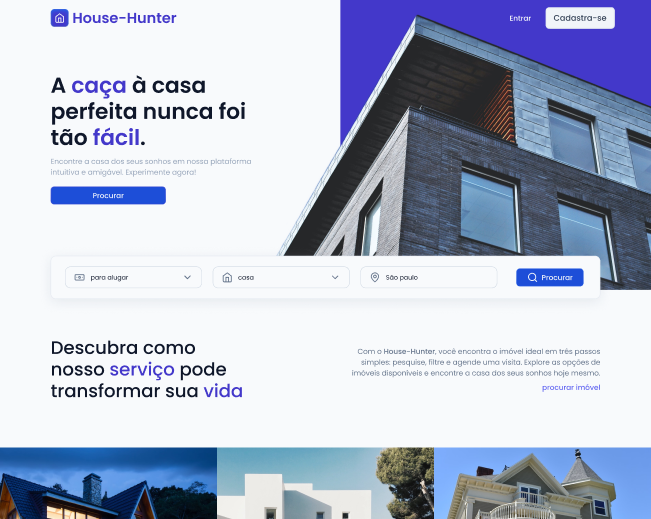 House-Hunter
Entrar
Cadastra-se
A caça à casa
perfeita nunca foi
tão fácil.
Encontre a casa dos seus sonhos em nossa plataforma
intuitiva e amigável. Experimente agora!
Procurar
para alugar
casa
São paulo
Procurar
Descubra como
nosso serviço pode
transformar sua vida
Com o House-Hunter, você encontra o imóvel ideal em três passos
simples: pesquise, filtre e agende uma visita. Explore as opções de
imóveis disponíveis e encontre a casa dos seus sonhos hoje mesmo.
procurar imóvel